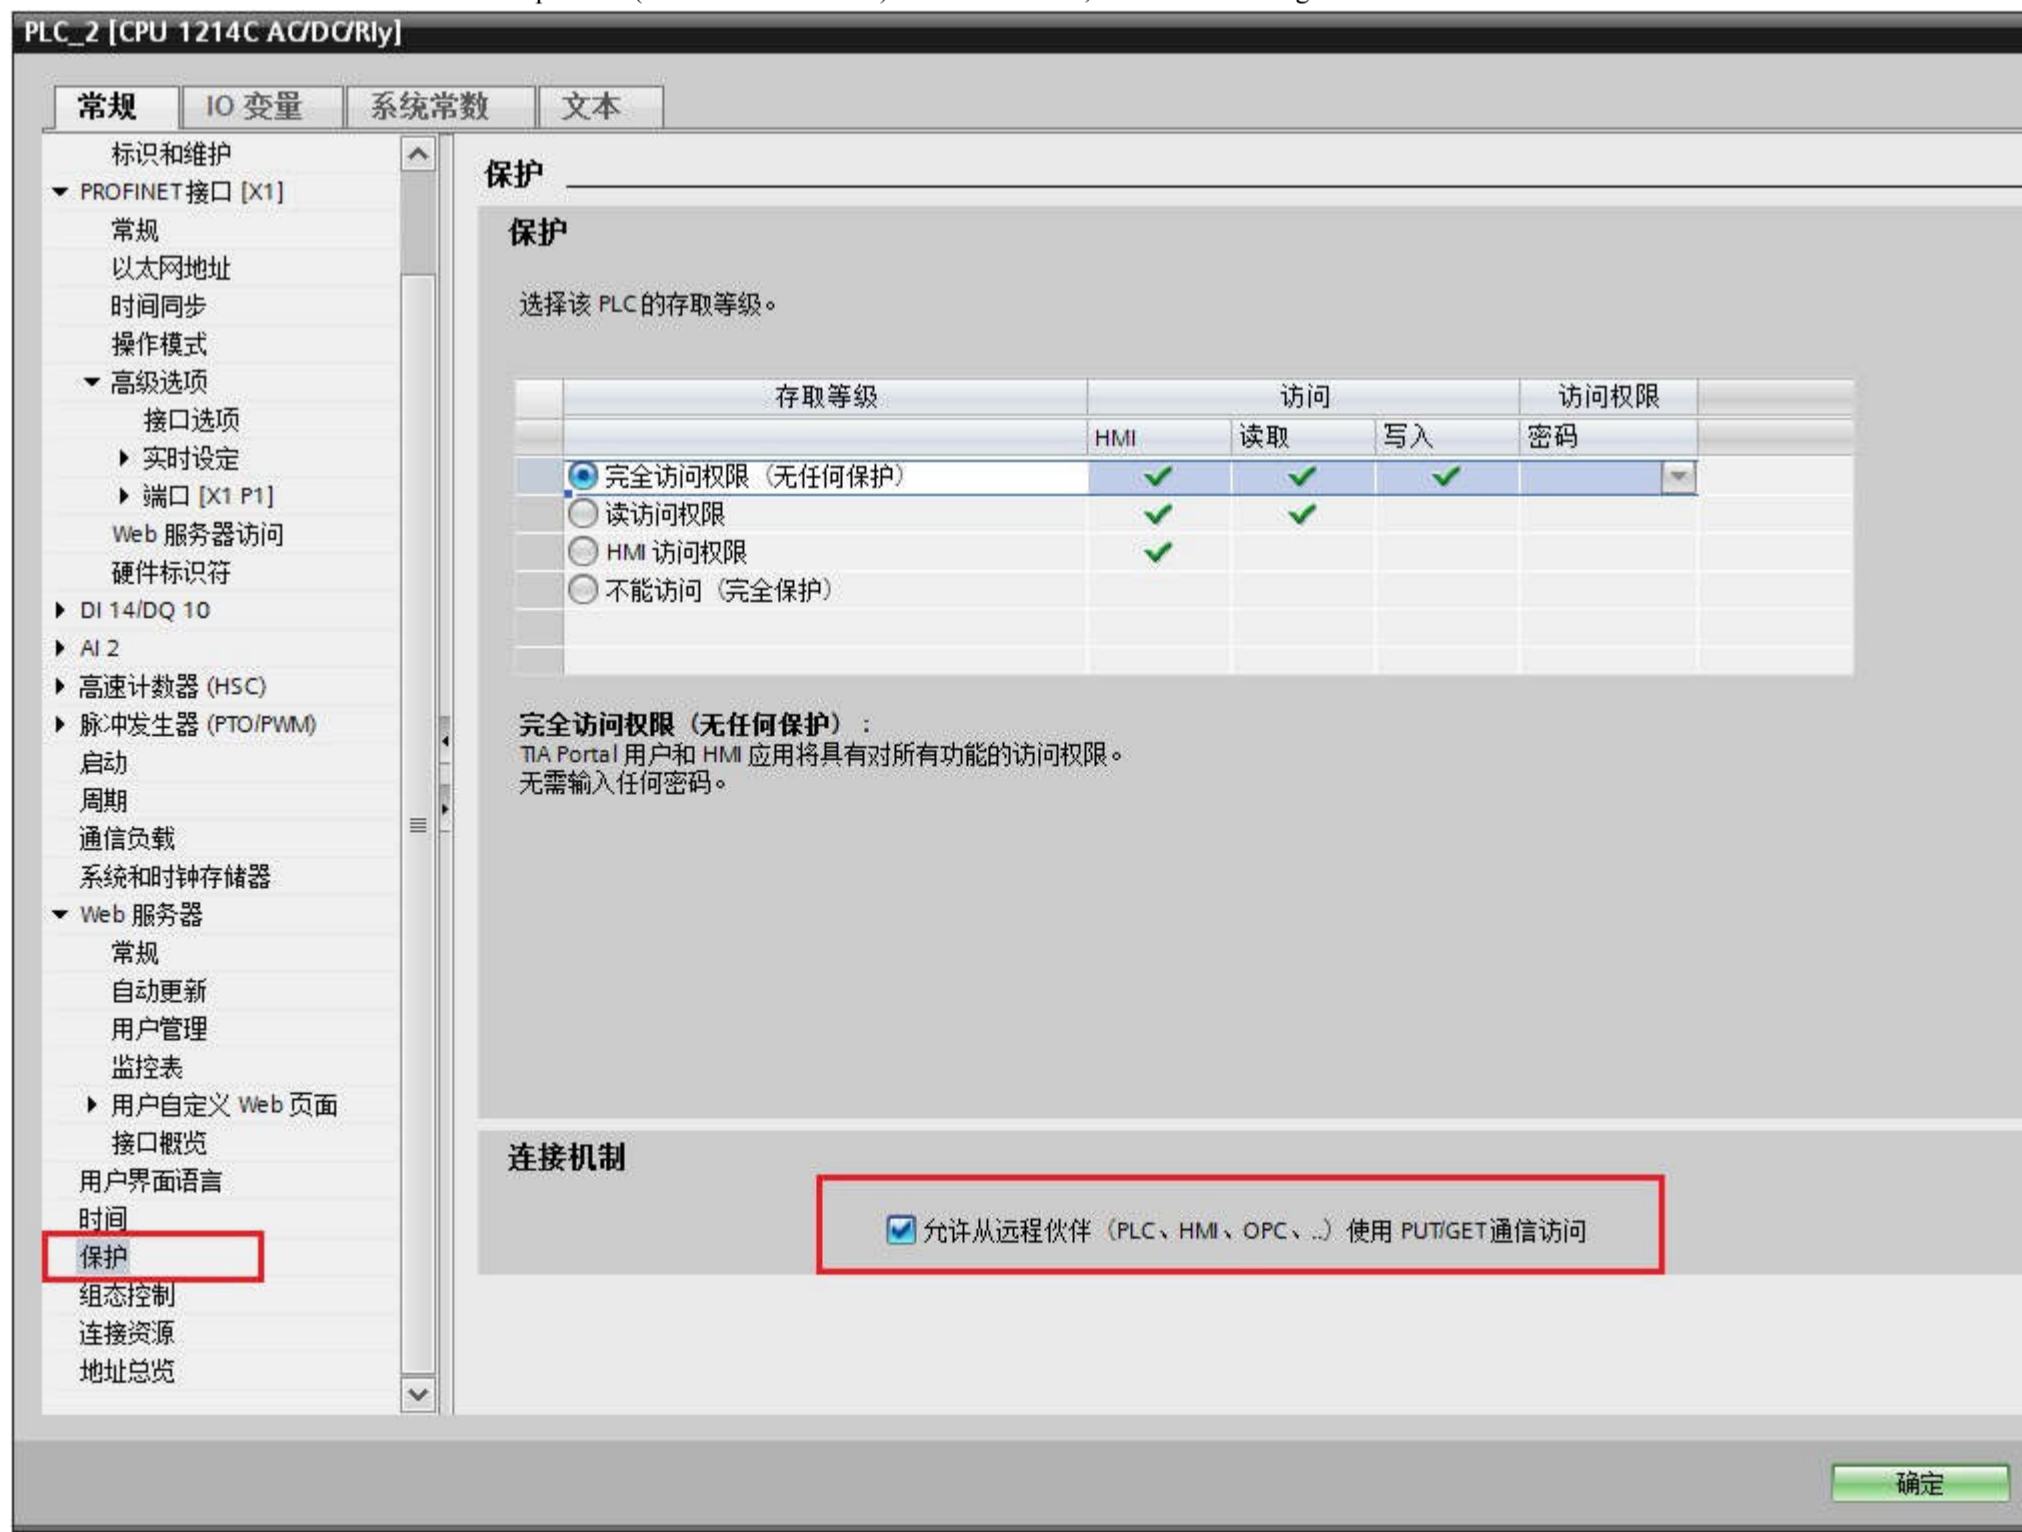 PLC_2 [CPU 1214C AC/DC/Rly]
常规
IO 变量
系统常数
文本
标识和维护
PROFINET接口 [X1]
常规
以太网地址
时间同步
操作模式
高级选项
接口选项
实时设定
端口 [X1 P1]
Web 服务器访问
硬件标识符
DI 14/DQ 10
AI 2
高速计数器 (HSC)
脉冲发生器 (PTO/PWM)
启动
周期
通信负载
系统和时钟存储器
Web 服务器
常规
自动更新
用户管理
监控表
用户自定义 Web 页面
接口概览
用户界面语言
时间
保护
组态控制
连接资源
地址总览
保护
保护
选择该 PLC的存取等级。
存取等级 访问 访问权限
HMI 读取 写入 密码
完全访问权限（无任何保护）
读访问权限
HMI 访问权限
不能访问（完全保护）
完全访问权限（无任何保护）：
TIA Portal 用户和 HMI 应用将具有对所有功能的访问权限。
无需输入任何密码。
连接机制
允许从远程伙伴（PLC、HMI、OPC、..）使用 PUT/GET通信访问
确定